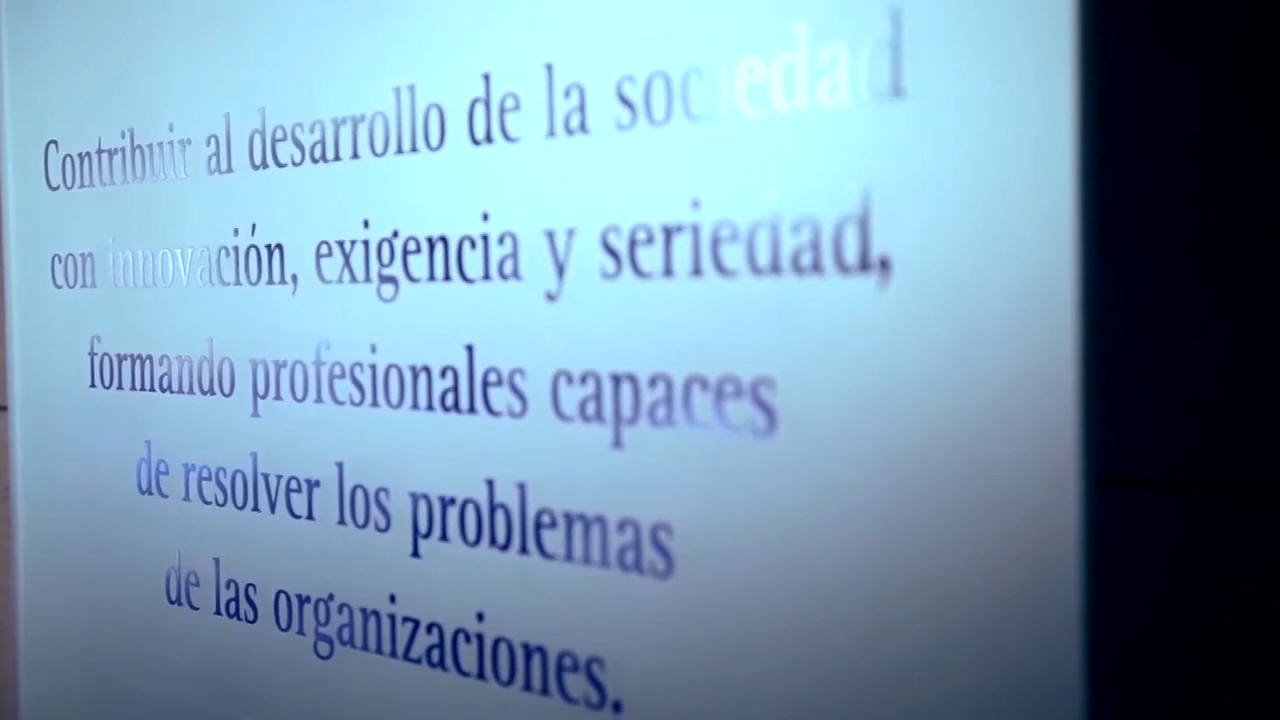 Contribuir al desarrollo de la sociedad
con innovación, exigencia y seriedad,
formando profesionales capaces
de resolver los problemas
de las organizaciones.